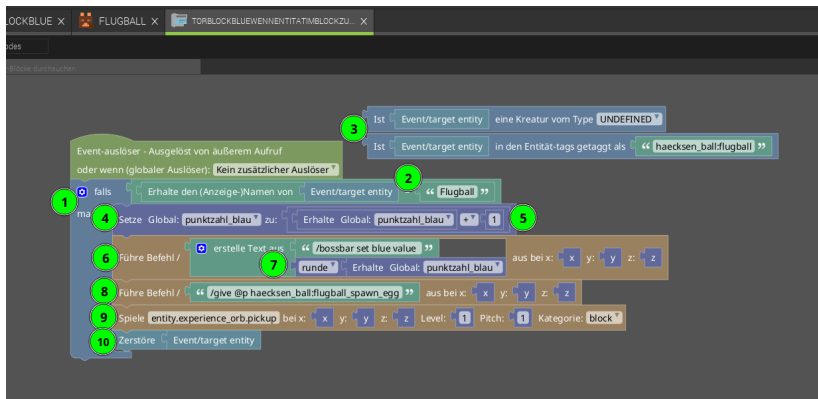 LOCKBLUE × FLUGBALL × TORBLOCKBLUEWENNENTITATIMBLOCKZU... ×
odes
Blöcke durchsuchen
3 Ist Event/target entity eine Kreatur vom Type UNDEFINED
Ist Event/target entity in den Entität-tags getaggt als “ haecksen_ball:flugball ”
Event-auslöser - Ausgelöst von äußerem Aufruf
oder wenn (globaler Auslöser): Kein zusätzlicher Auslöser
1 falls Erhalte den (Anzeige-)Namen von Event/target entity 2 = “ Flugball ”
ma 4 Setze Global: punktzahl_blau zu: Erhalte Global: punktzahl_blau + 1 5
6 Führe Befehl / erstelle Text aus “ /bossbar set blue value ” aus bei x: x y: y z: z
7 runde Erhalte Global: punktzahl_blau
8 Führe Befehl / “ /give @p haecksen_ball:flugball_spawn_egg ” aus bei x: x y: y z: z
9 Spiele entity.experience_orb.pickup bei x: x y: y z: z Level: 1 Pitch: 1 Kategorie: block
10 Zerstöre Event/target entity